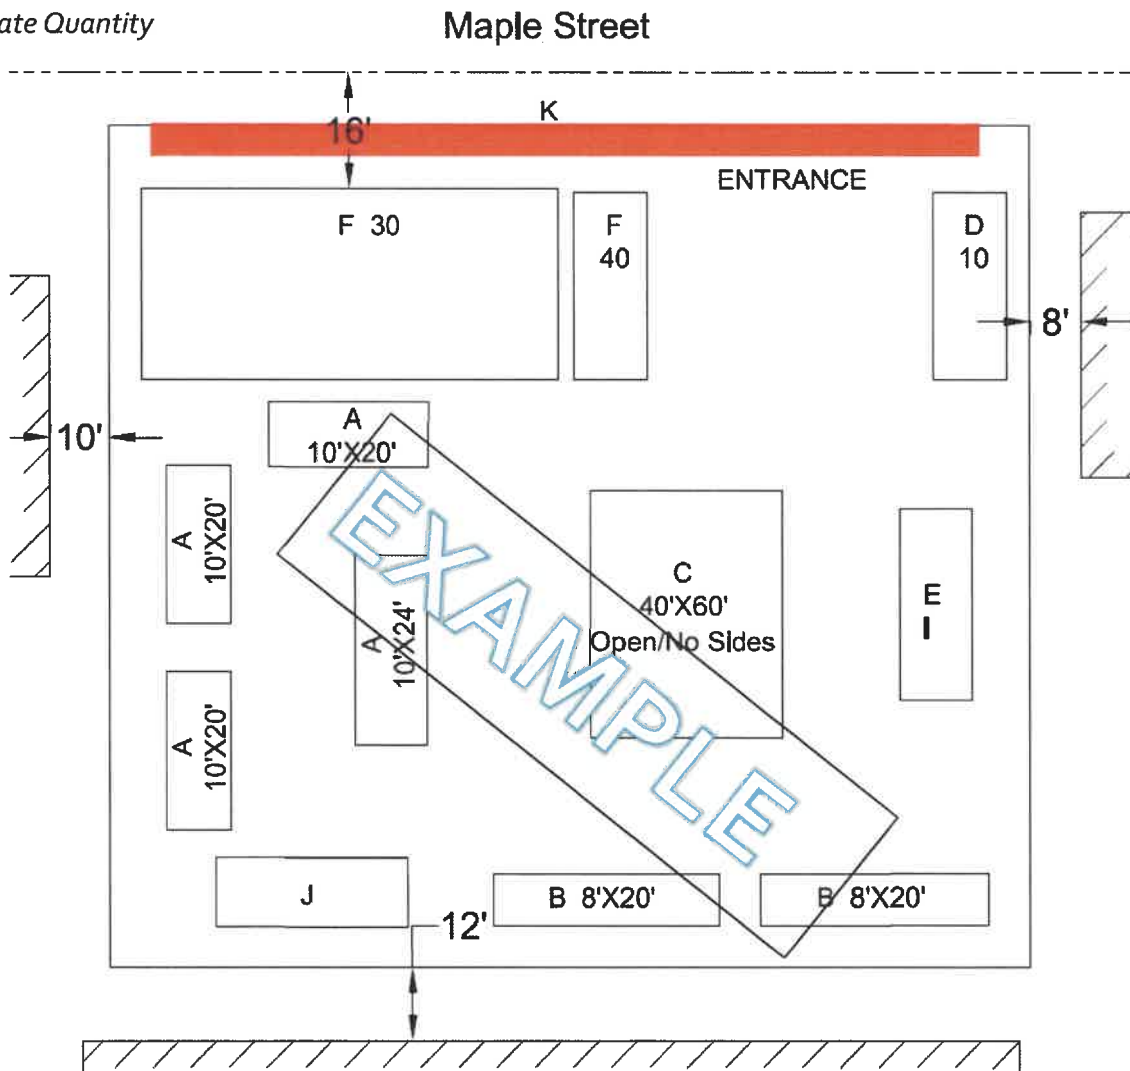 ate Quantity
Maple Street
K
16'
ENTRANCE
F 30
F
40
D
10
8'
10'
A
10'X20'
A
10'X20'
A
10'X24'
C
40'X60'
Open/No Sides
E
I
A
10'X20'
EXAMPLE
J
12'
B 8'X20'
B 8'X20'